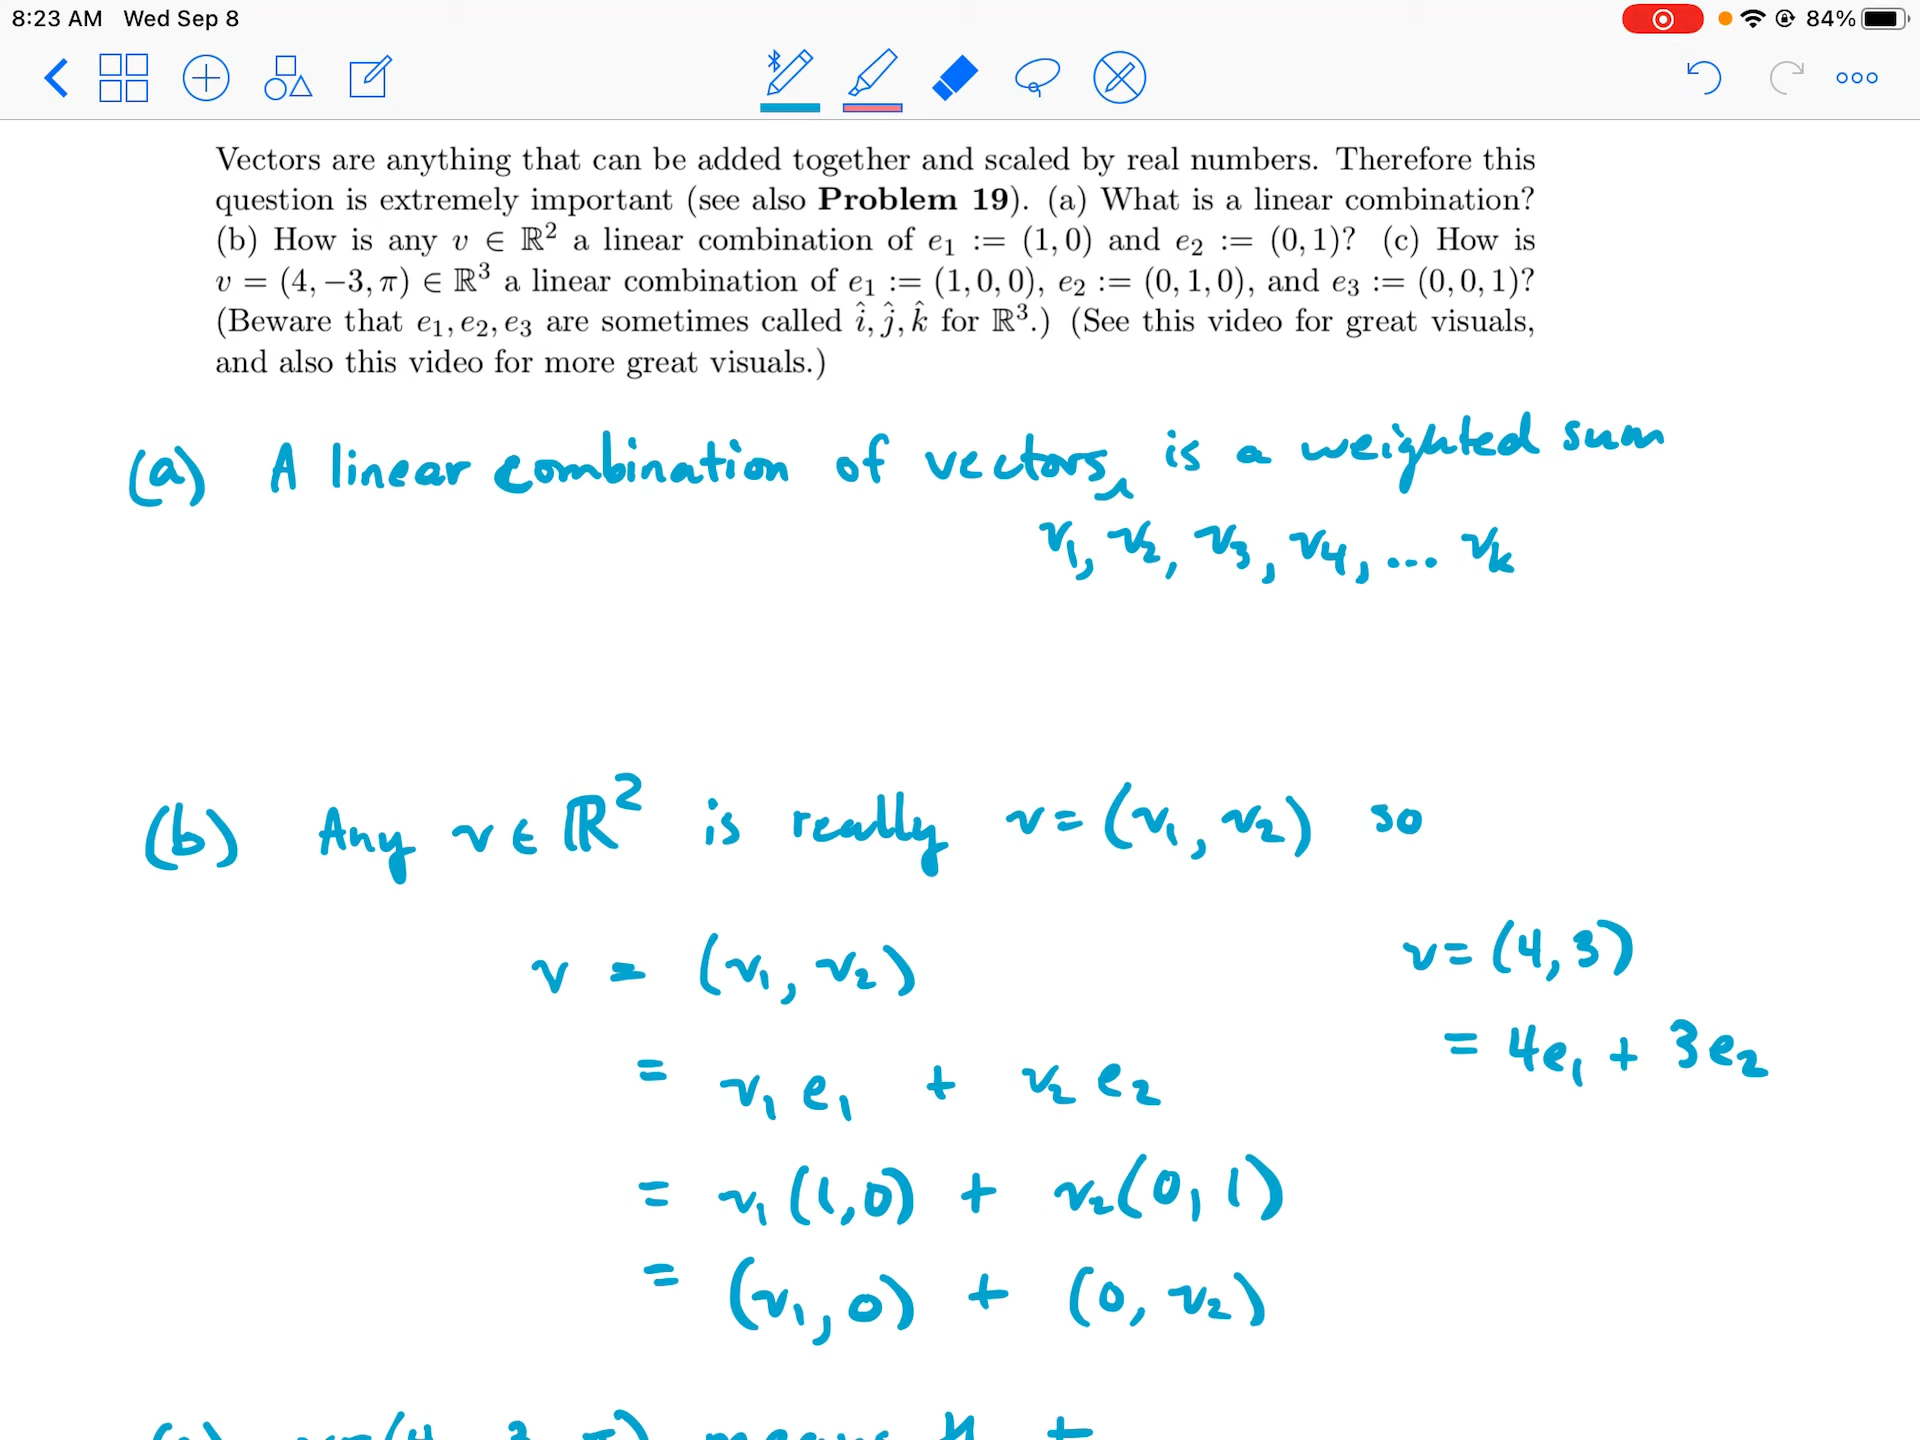 8:23 AM Wed Sep 8 84%
Vectors are anything that can be added together and scaled by real numbers. Therefore this
question is extremely important (see also Problem 19). (a) What is a linear combination?
(b) How is any v ∈ ℝ² a linear combination of e₁ := (1, 0) and e₂ := (0, 1)? (c) How is
v = (4, −3, π) ∈ ℝ³ a linear combination of e₁ := (1, 0, 0), e₂ := (0, 1, 0), and e₃ := (0, 0, 1)?
(Beware that e₁, e₂, e₃ are sometimes called î, ĵ, k̂ for ℝ³.) (See this video for great visuals,
and also this video for more great visuals.)
(a) A linear combination of vectors is a weighted sum
v₁, v₂, v₃, v₄, ... vₖ
(b) Any v ∈ ℝ² is really v = (v₁, v₂) so
v = (v₁, v₂)
v = (4, 3)
= v₁ e₁ + v₂ e₂
= 4e₁ + 3e₂
= v₁ (1, 0) + v₂ (0, 1)
= (v₁, 0) + (0, v₂)
means